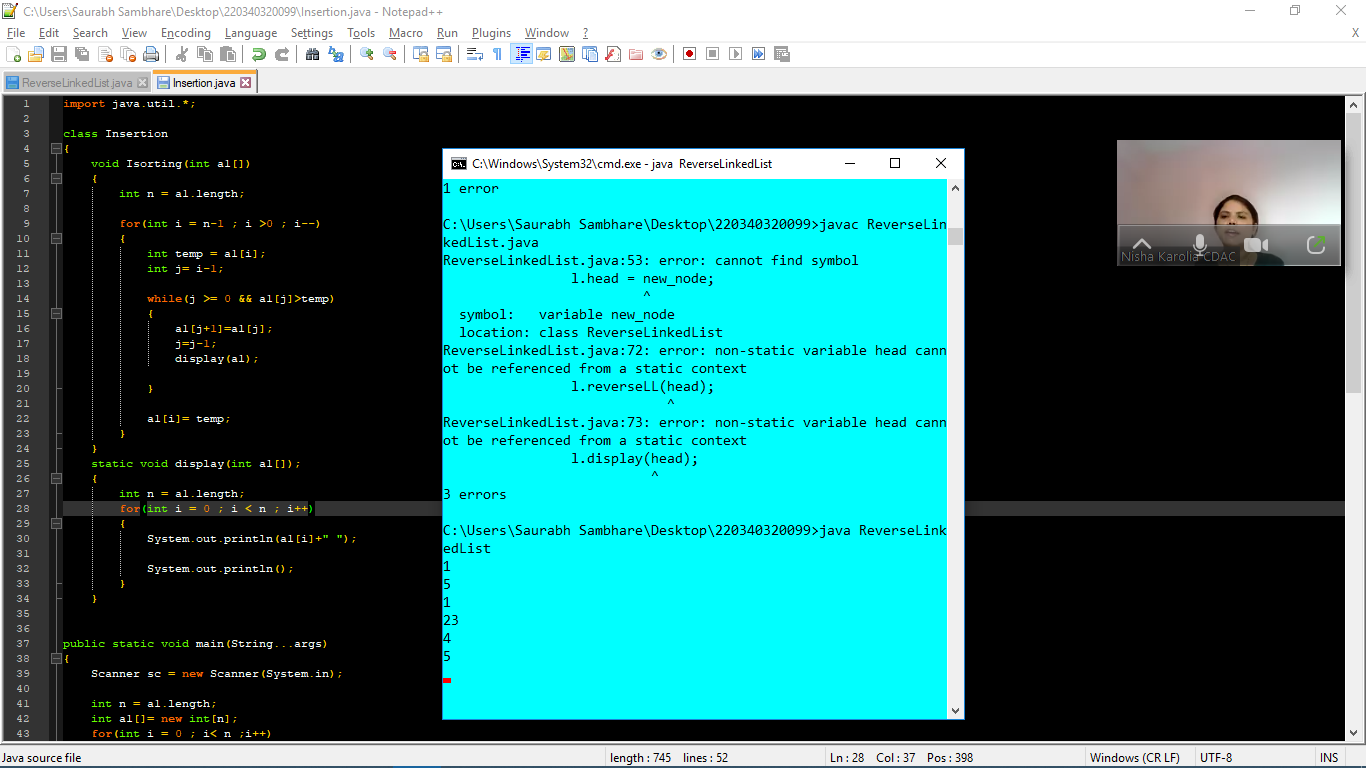 C:\Users\Saurabh Sambhare\Desktop\220340320099\Insertion.java - Notepad++
File Edit Search View Encoding Language Settings Tools Macro Run Plugins Window ? X
ReverseLinkedList.java Insertion.java
1 import java.util.*;
2
3 class Insertion
4 {
5 void Isorting(int al[])
6 {
7 int n = al.length;
8
9 for(int i = n-1 ; i >0 ; i--)
10 {
11 int temp = al[i];
12 int j= i-1;
13
14 while(j >= 0 && al[j]>temp)
15 {
16 al[j+1]=al[j];
17 j=j-1;
18 display(al);
19
20 }
21
22 al[i]= temp;
23 }
24 }
25 static void display(int al[]);
26 {
27 int n = al.length;
28 for(int i = 0 ; i < n ; i++)
29 {
30 System.out.println(al[i]+" ");
31
32 System.out.println();
33 }
34 }
35
36
37 public static void main(String...args)
38 {
39 Scanner sc = new Scanner(System.in);
40
41 int n = al.length;
42 int al[]= new int[n];
43 for(int i = 0 ; i< n ;i++)
C:\Windows\System32\cmd.exe - java ReverseLinkedList
1 error
C:\Users\Saurabh Sambhare\Desktop\220340320099>javac ReverseLin
kedList.java
ReverseLinkedList.java:53: error: cannot find symbol
l.head = new_node;
^
symbol: variable new_node
location: class ReverseLinkedList
ReverseLinkedList.java:72: error: non-static variable head cann
ot be referenced from a static context
l.reverseLL(head);
^
ReverseLinkedList.java:73: error: non-static variable head cann
ot be referenced from a static context
l.display(head);
^
3 errors
C:\Users\Saurabh Sambhare\Desktop\220340320099>java ReverseLink
edList
1
5
1
23
4
5
Nisha Karolia CDAC
Java source file length : 745 lines : 52 Ln : 28 Col : 37 Pos : 398 Windows (CR LF) UTF-8 INS